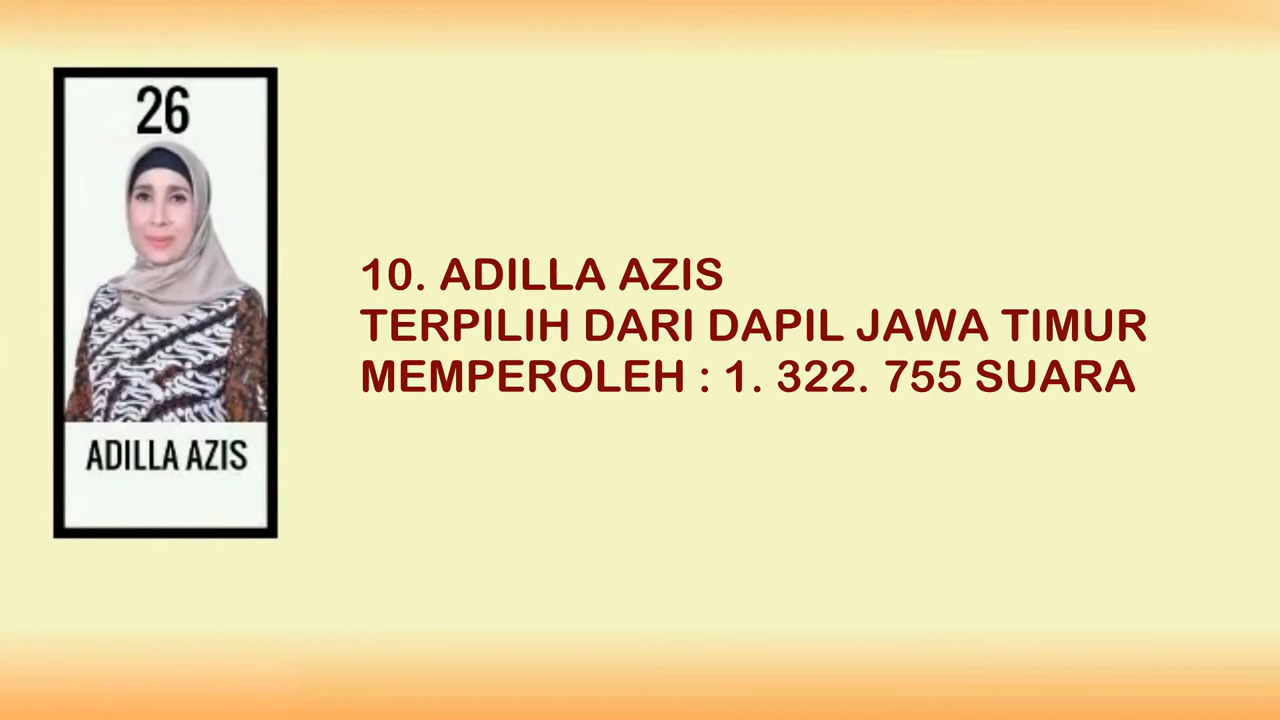 26
ADILLA AZIS
10. ADILLA AZIS
TERPILIH DARI DAPIL JAWA TIMUR
MEMPEROLEH : 1. 322. 755 SUARA